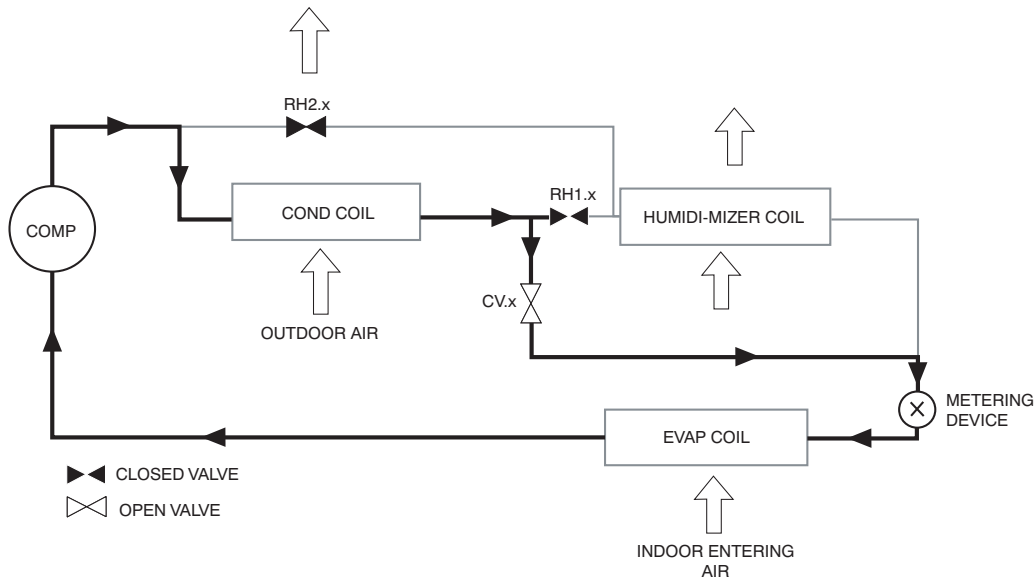 RH2.x
RH1.x
COND COIL
HUMIDI-MIZER COIL
COMP
CV.x
OUTDOOR AIR
METERING
DEVICE
EVAP COIL
CLOSED VALVE
OPEN VALVE
INDOOR ENTERING
AIR